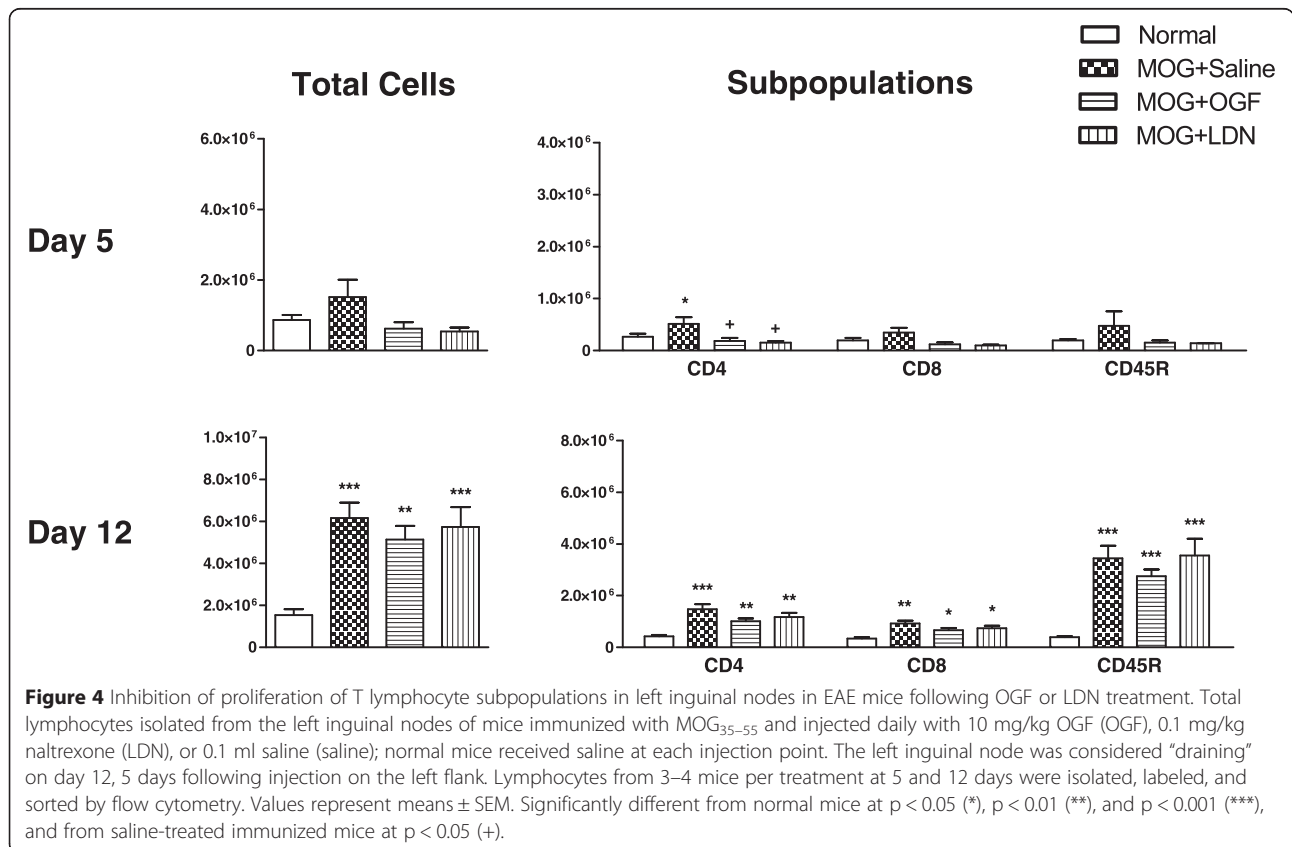 Normal
MOG+Saline
MOG+OGF
MOG+LDN
Total Cells
Subpopulations
Day 5
6.0×10⁶
4.0×10⁶
2.0×10⁶
0
4.0×10⁶
3.0×10⁶
2.0×10⁶
1.0×10⁶
0
*
+
+
CD4
CD8
CD45R
Day 12
1.0×10⁷
8.0×10⁶
6.0×10⁶
4.0×10⁶
2.0×10⁶
0
***
**
***
8.0×10⁶
6.0×10⁶
4.0×10⁶
2.0×10⁶
0
***
**
**
**
*
*
***
***
***
CD4
CD8
CD45R
Figure 4 Inhibition of proliferation of T lymphocyte subpopulations in left inguinal nodes in EAE mice following OGF or LDN treatment. Total
lymphocytes isolated from the left inguinal nodes of mice immunized with MOG₃₅₋₅₅ and injected daily with 10 mg/kg OGF (OGF), 0.1 mg/kg
naltrexone (LDN), or 0.1 ml saline (saline); normal mice received saline at each injection point. The left inguinal node was considered “draining”
on day 12, 5 days following injection on the left flank. Lymphocytes from 3–4 mice per treatment at 5 and 12 days were isolated, labeled, and
sorted by flow cytometry. Values represent means ± SEM. Significantly different from normal mice at p < 0.05 (*), p < 0.01 (**), and p < 0.001 (***),
and from saline-treated immunized mice at p < 0.05 (+).